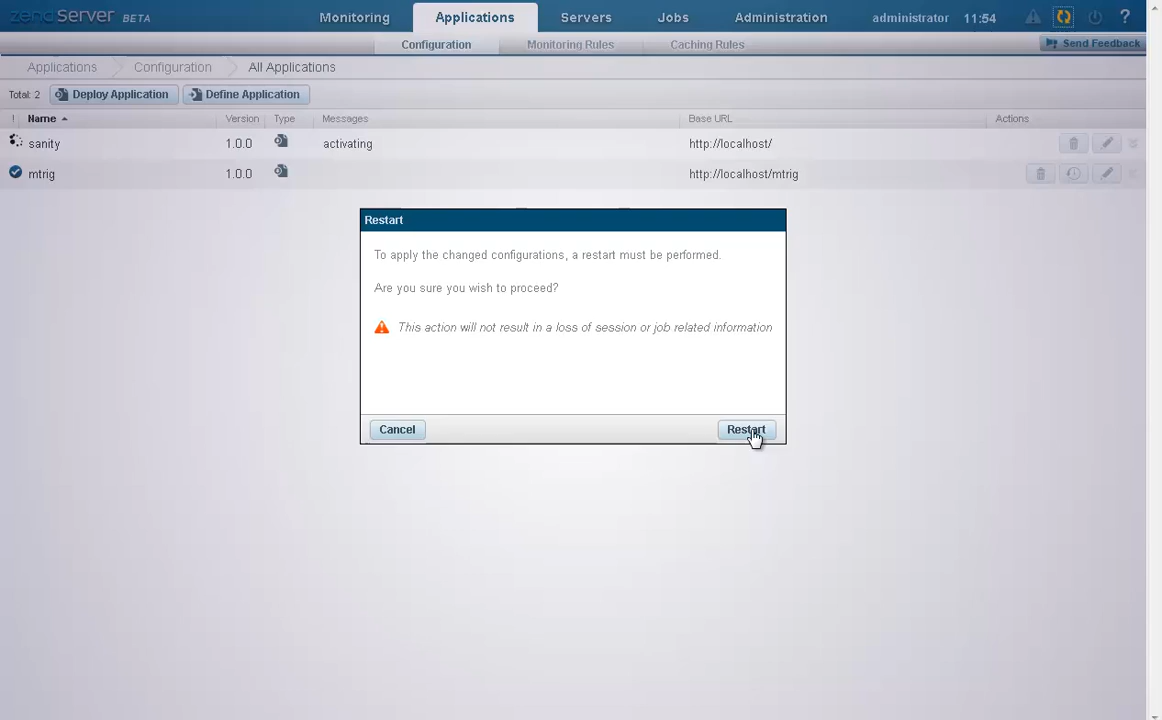 zendServer BETA
Monitoring Applications Servers Jobs Administration administrator 11:54 ?
Configuration Monitoring Rules Caching Rules Send Feedback
Applications Configuration All Applications
Total: 2 Deploy Application Define Application
! Name Version Type Messages Base URL Actions
sanity 1.0.0 activating http://localhost/
mtrig 1.0.0 http://localhost/mtrig
Restart
To apply the changed configurations, a restart must be performed.
Are you sure you wish to proceed?
This action will not result in a loss of session or job related information
Cancel Restart